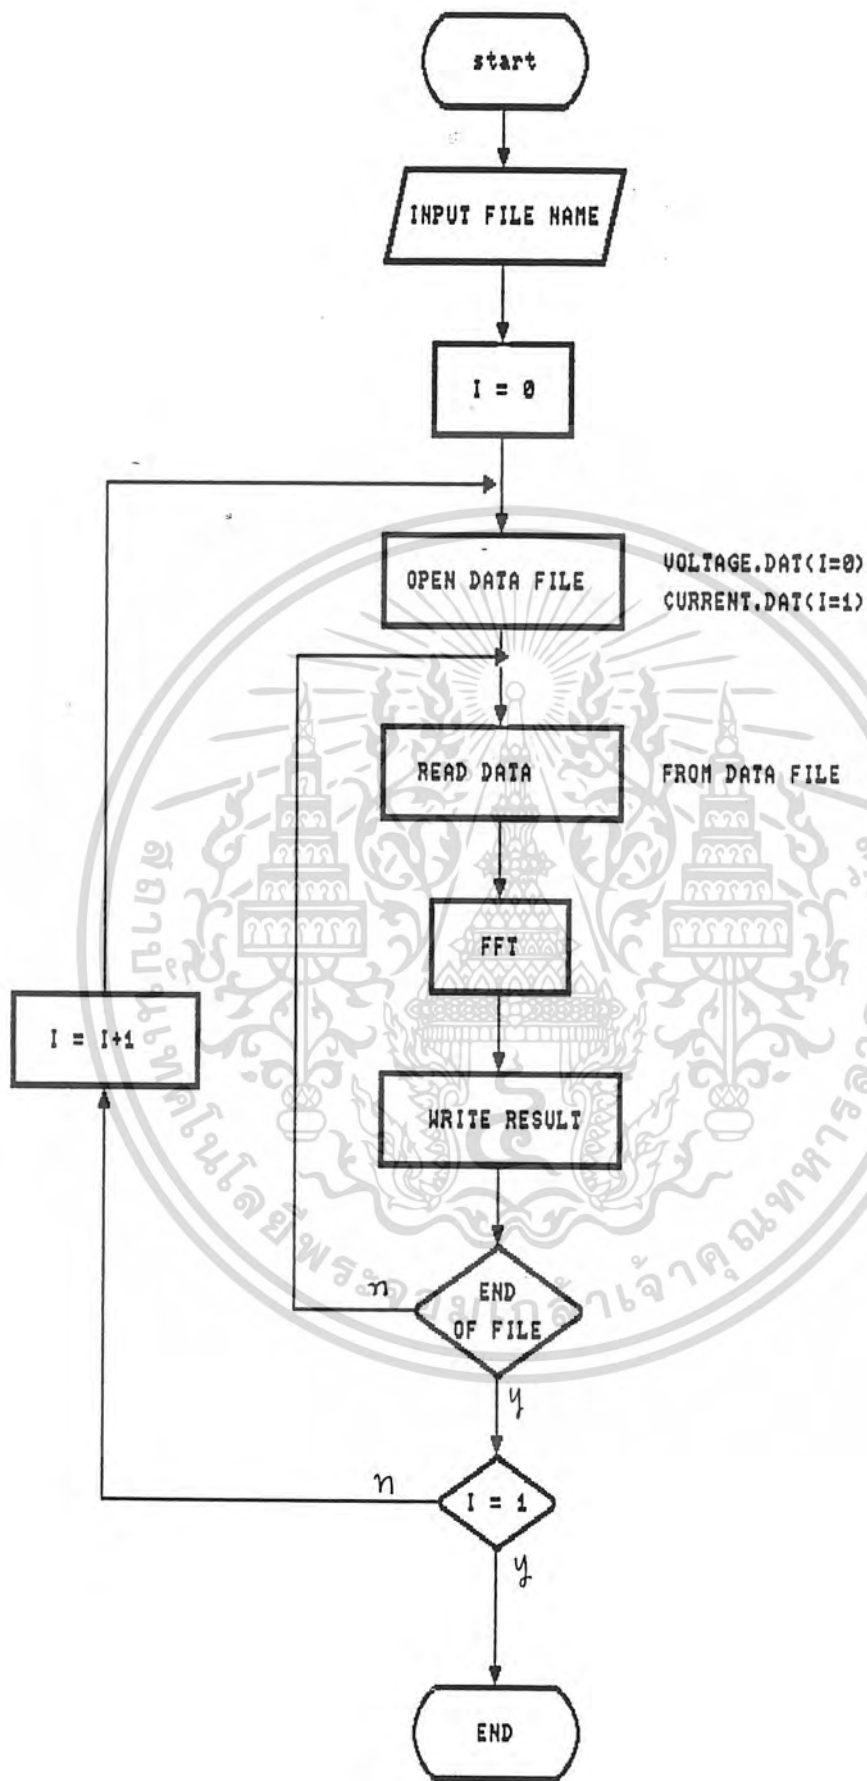 start
INPUT FILE NAME
I = 0
OPEN DATA FILE
VOLTAGE.DAT(I=0)
CURRENT.DAT(I=1)
READ DATA
FROM DATA FILE
FFT
I = I+1
WRITE RESULT
END
OF FILE
n
y
I = 1
n
y
END